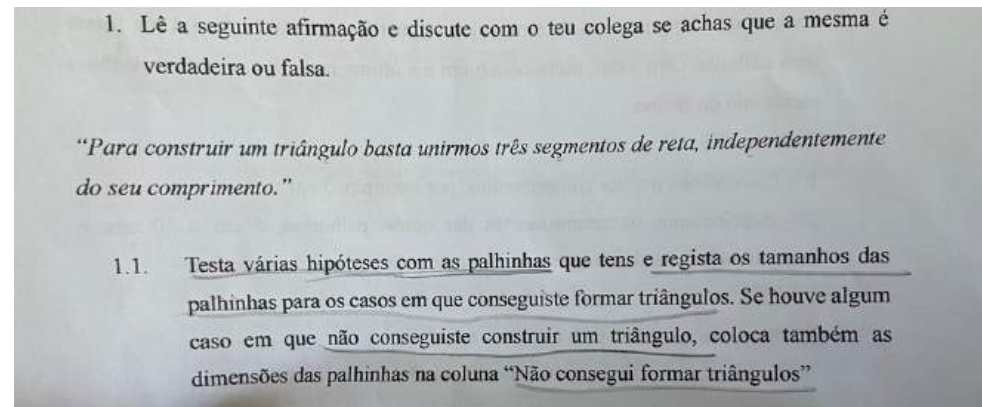 1. Lê a seguinte afirmação e discute com o teu colega se achas que a mesma é
verdadeira ou falsa.
“Para construir um triângulo basta unirmos três segmentos de reta, independentemente
do seu comprimento.”
1.1. Testa várias hipóteses com as palhinhas que tens e regista os tamanhos das
palhinhas para os casos em que conseguiste formar triângulos. Se houve algum
caso em que não conseguiste construir um triângulo, coloca também as
dimensões das palhinhas na coluna “Não consegui formar triângulos”